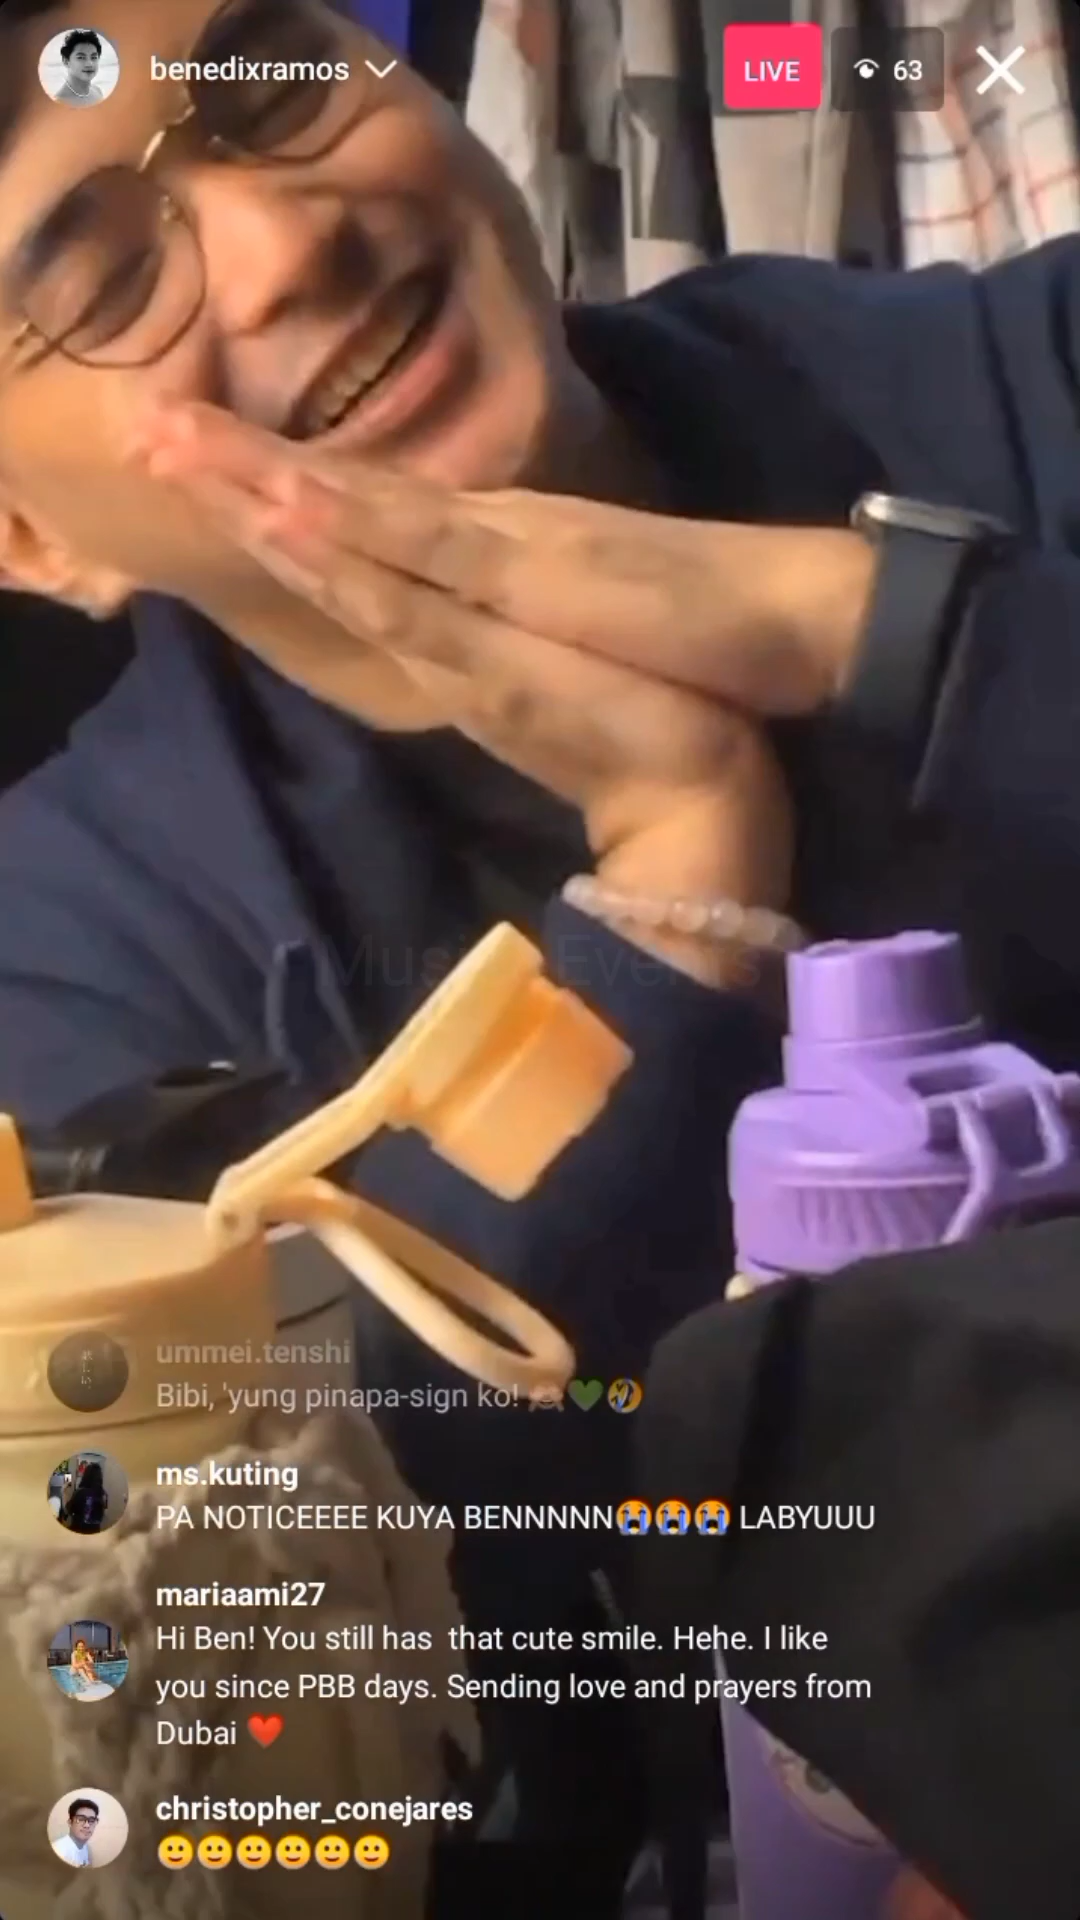 benedixramos
LIVE
63
Music Events
ummei.tenshi
Bibi, 'yung pinapa-sign ko! 🫶💚🤣
ms.kuting
PA NOTICEEEE KUYA BENNNNN😭😭😭 LABYUUU
mariaami27
Hi Ben! You still has that cute smile. Hehe. I like
you since PBB days. Sending love and prayers from
Dubai ❤️
christopher_conejares
🙂🙂🙂🙂🙂🙂